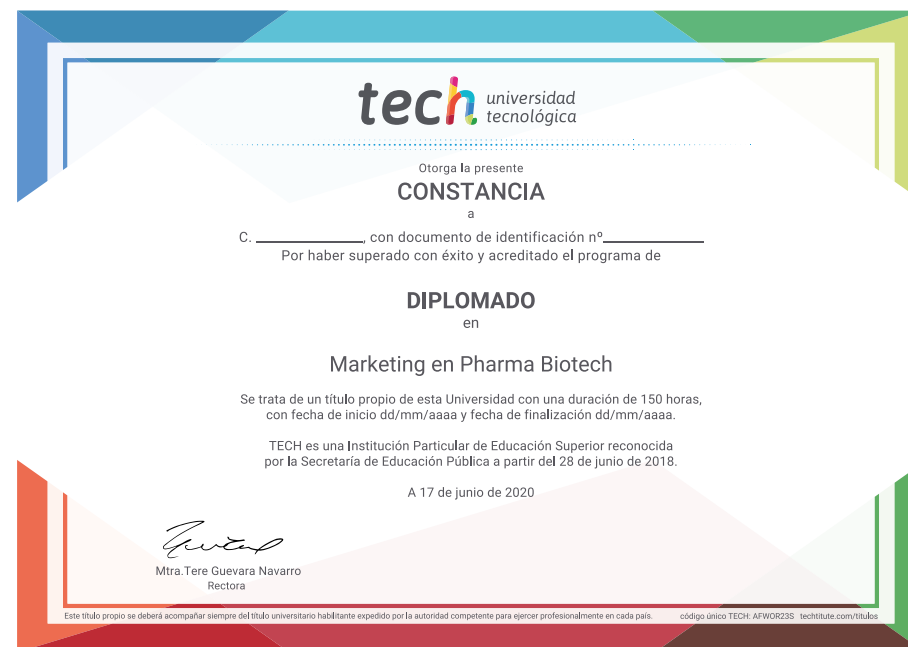 tech universidad
tecnológica
Otorga la presente
CONSTANCIA
a
C. ____________, con documento de identificación nº____________
Por haber superado con éxito y acreditado el programa de
DIPLOMADO
en
Marketing en Pharma Biotech
Se trata de un título propio de esta Universidad con una duración de 150 horas,
con fecha de inicio dd/mm/aaaa y fecha de finalización dd/mm/aaaa.
TECH es una Institución Particular de Educación Superior reconocida
por la Secretaría de Educación Pública a partir del 28 de junio de 2018.
A 17 de junio de 2020
Mtra.Tere Guevara Navarro
Rectora
Este título propio se deberá acompañar siempre del título universitario habilitante expedido por la autoridad competente para ejercer profesionalmente en cada país. código único TECH: AFWOR23S techtitute.com/titulos